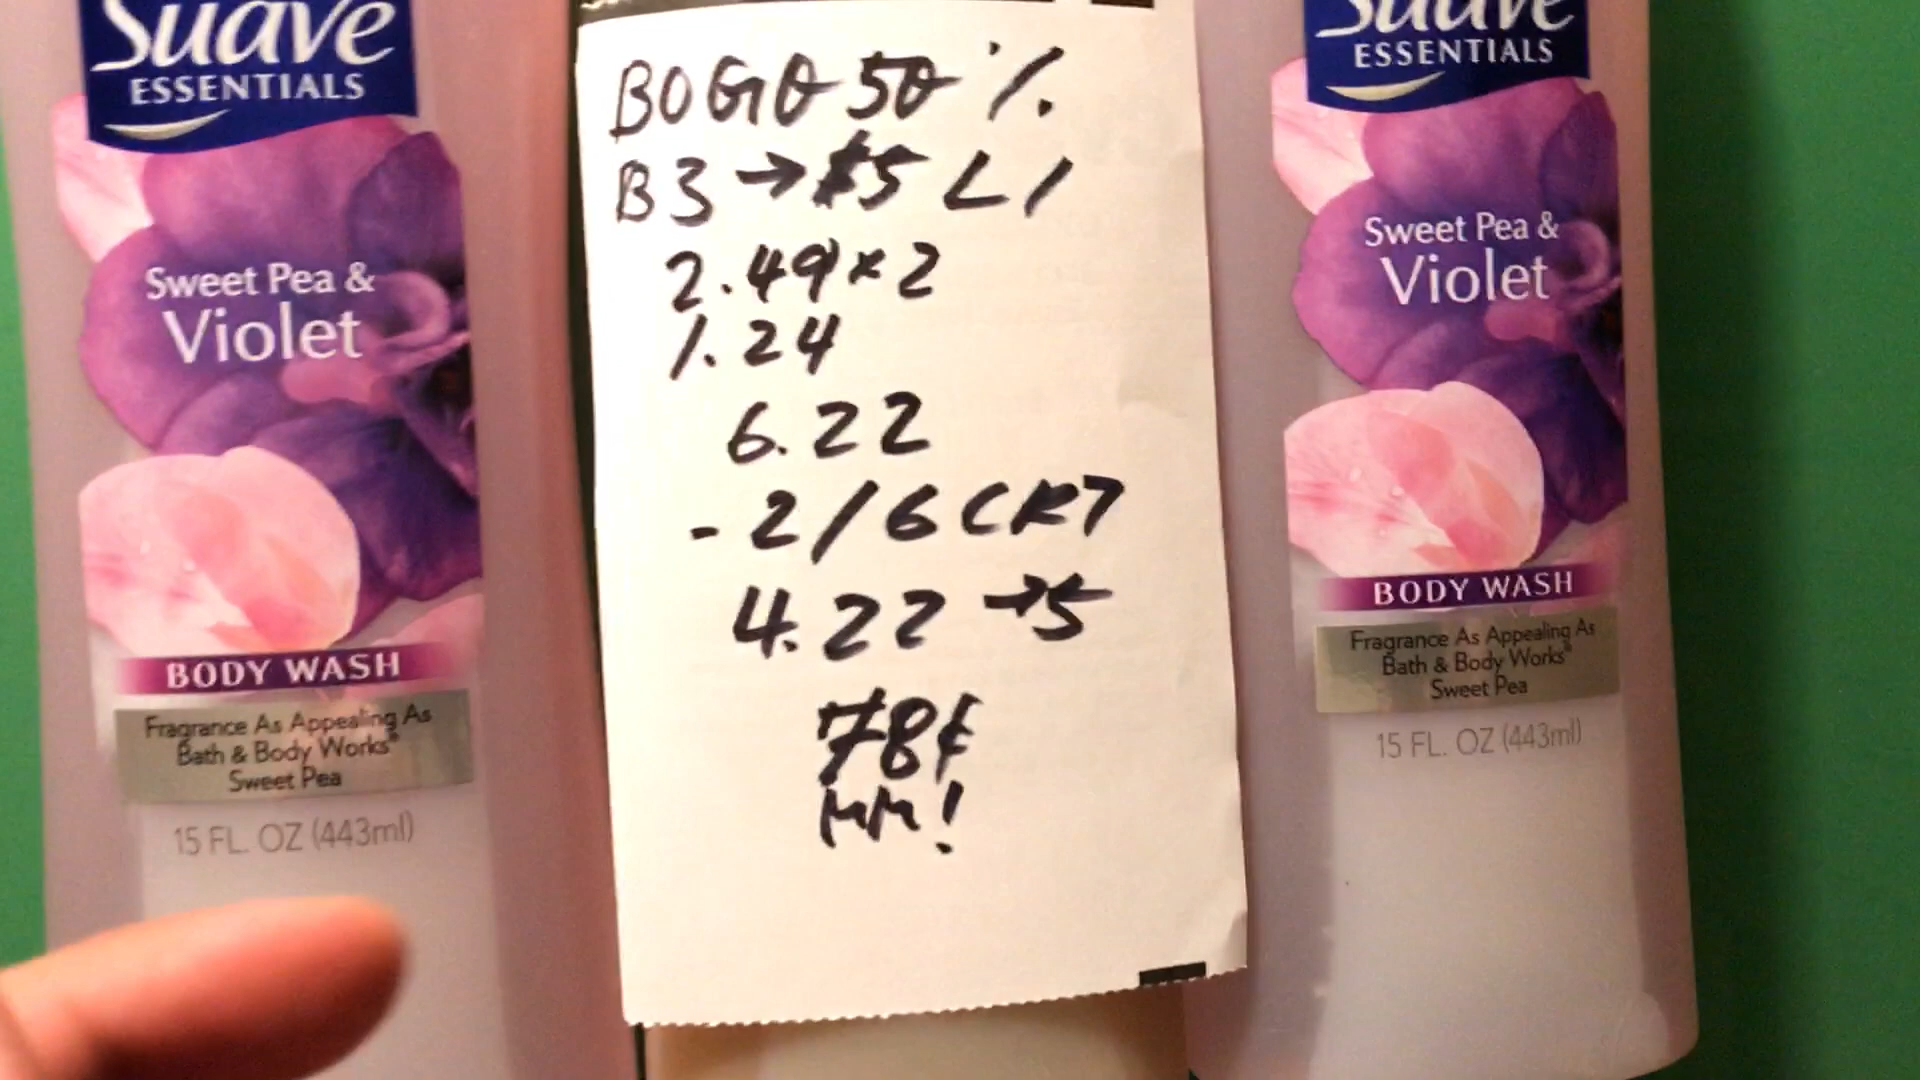 Suave
ESSENTIALS
Sweet Pea &
Violet
BODY WASH
Fragrance As Appealing As
Bath & Body Works®
Sweet Pea
15 FL. OZ (443ml)
BOGO 50 %
B3 → $5 L1
2.49 x 2
1.24
6.22
- 2/6 CRT
4.22 → 5
78¢
MM!
Suave
ESSENTIALS
Sweet Pea &
Violet
BODY WASH
Fragrance As Appealing As
Bath & Body Works®
Sweet Pea
15 FL. OZ (443ml)